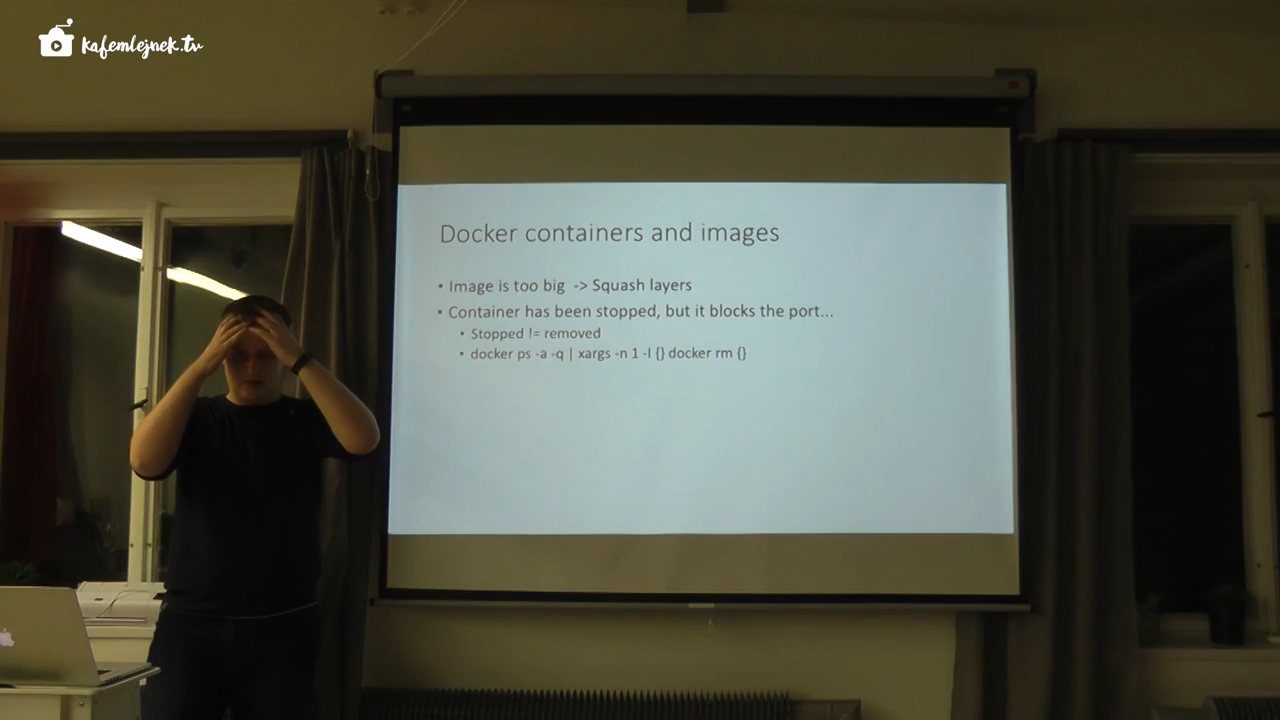 kafemlejnek.tv
Docker containers and images
• Image is too big -> Squash layers
• Container has been stopped, but it blocks the port...
• Stopped != removed
• docker ps -a -q | xargs -n 1 -I {} docker rm {}